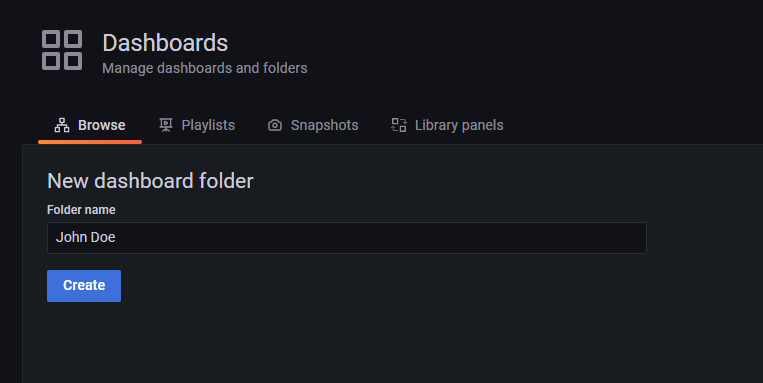 Dashboards
Manage dashboards and folders
Browse Playlists Snapshots Library panels
New dashboard folder
Folder name
John Doe
Create